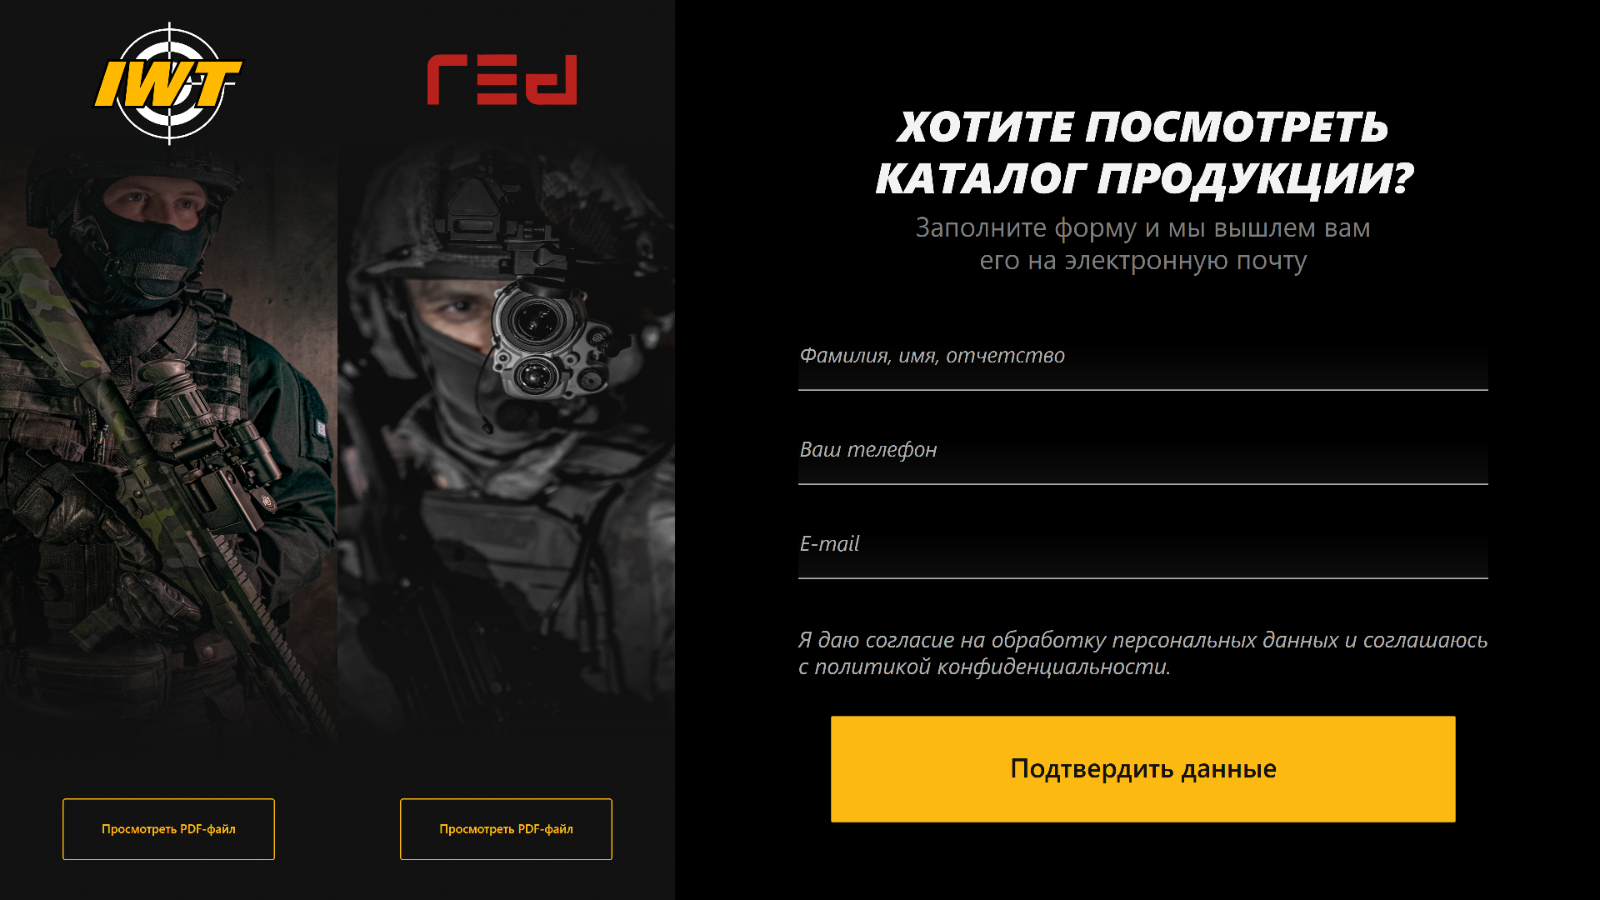 IWT
rEd
ХОТИТЕ ПОСМОТРЕТЬ
КАТАЛОГ ПРОДУКЦИИ?
Заполните форму и мы вышлем вам
его на электронную почту
Фамилия, имя, отчетство
Ваш телефон
E-mail
Я даю согласие на обработку персональных данных и соглашаюсь
с политикой конфиденциальности.
Подтвердить данные
Просмотреть PDF-файл
Просмотреть PDF-файл